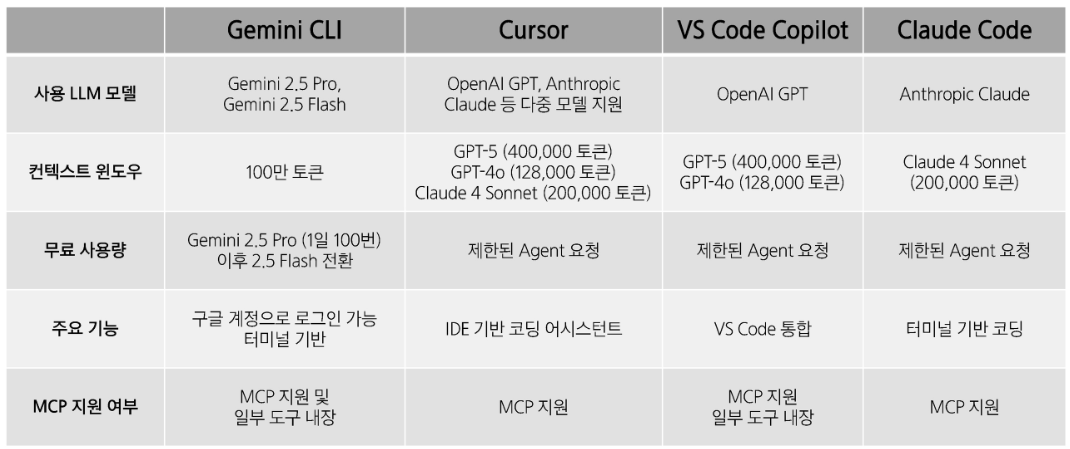 Gemini CLI
Cursor
VS Code Copilot
Claude Code
사용 LLM 모델
Gemini 2.5 Pro,
Gemini 2.5 Flash
OpenAI GPT, Anthropic
Claude 등 다중 모델 지원
OpenAI GPT
Anthropic Claude
컨텍스트 윈도우
100만 토큰
GPT-5 (400,000 토큰)
GPT-4o (128,000 토큰)
Claude 4 Sonnet (200,000 토큰)
GPT-5 (400,000 토큰)
GPT-4o (128,000 토큰)
Claude 4 Sonnet
(200,000 토큰)
무료 사용량
Gemini 2.5 Pro (1일 100번)
이후 2.5 Flash 전환
제한된 Agent 요청
제한된 Agent 요청
제한된 Agent 요청
주요 기능
구글 계정으로 로그인 가능
터미널 기반
IDE 기반 코딩 어시스턴트
VS Code 통합
터미널 기반 코딩
MCP 지원 여부
MCP 지원 및
일부 도구 내장
MCP 지원
MCP 지원
일부 도구 내장
MCP 지원